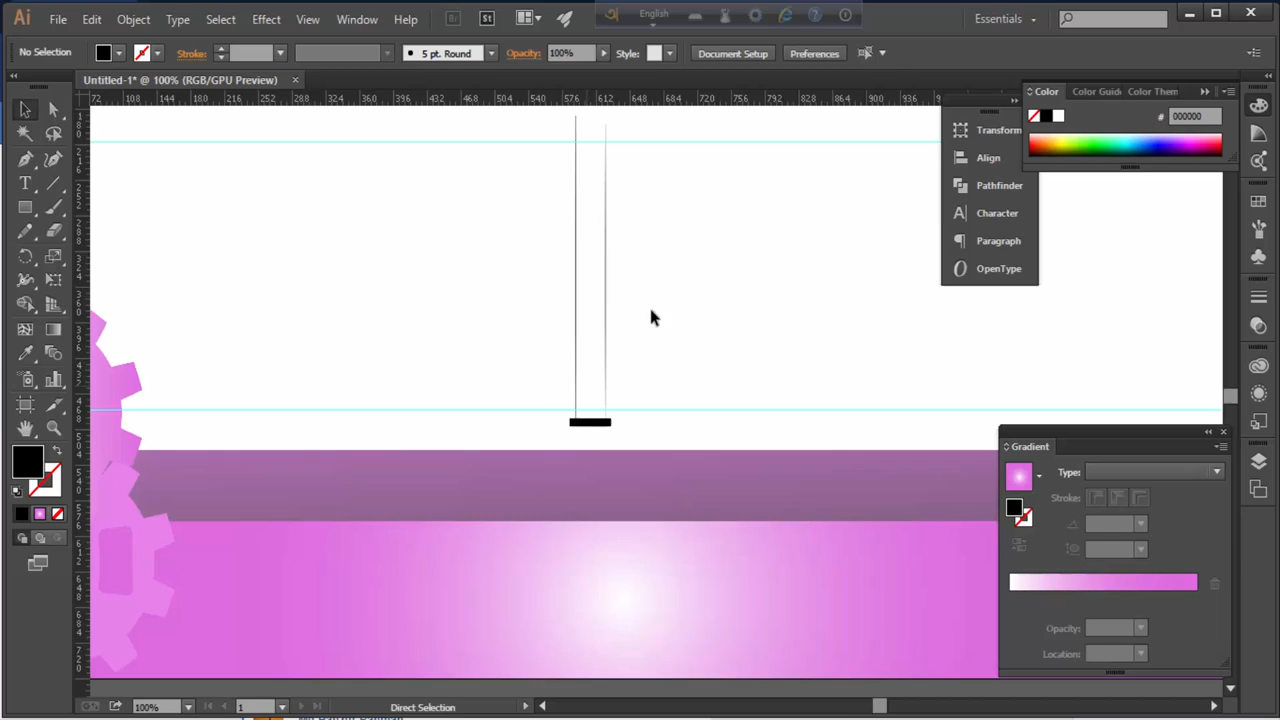 Ai File Edit Object Type Select Effect View Window Help Br St English Essentials
No Selection Stroke: 5 pt. Round Opacity: 100% Style: Document Setup Preferences
Untitled-1* @ 100% (RGB/GPU Preview)
72 108 144 180 216 252 288 324 360 396 432 468 504 540 576 612 648 684 720 756 792 828 864 900 936
Color Color Guid Color Them
# 000000
Transform
Align
Pathfinder
Character
Paragraph
OpenType
Gradient
Type:
Stroke:
Opacity:
Location:
100% 1 Direct Selection